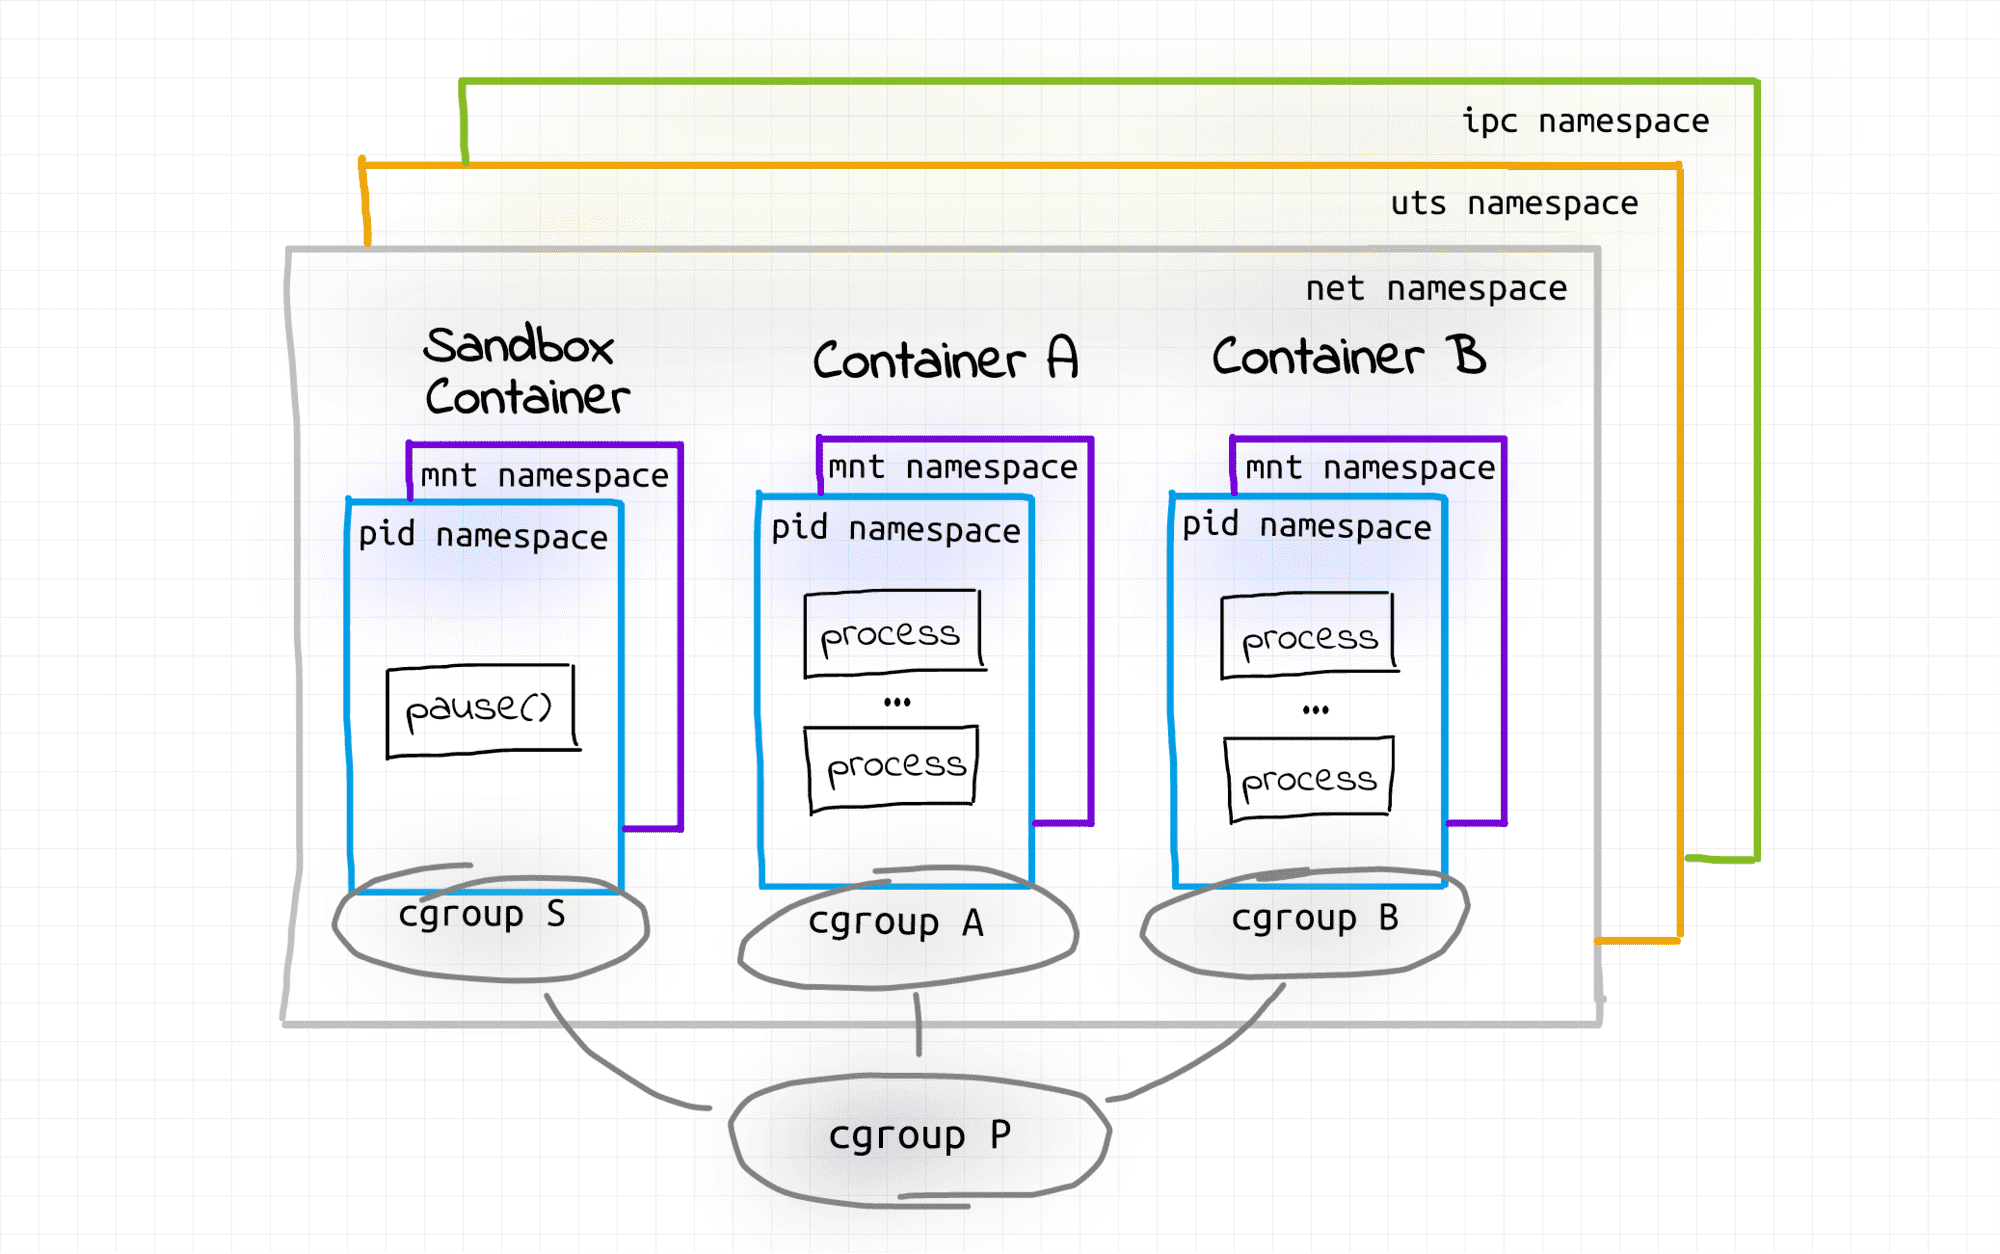 ipc namespace
uts namespace
net namespace
Sandbox
Container
mnt namespace
pid namespace
pause()
cgroup S
Container A
mnt namespace
pid namespace
process
...
process
cgroup A
Container B
mnt namespace
pid namespace
process
...
process
cgroup B
cgroup P